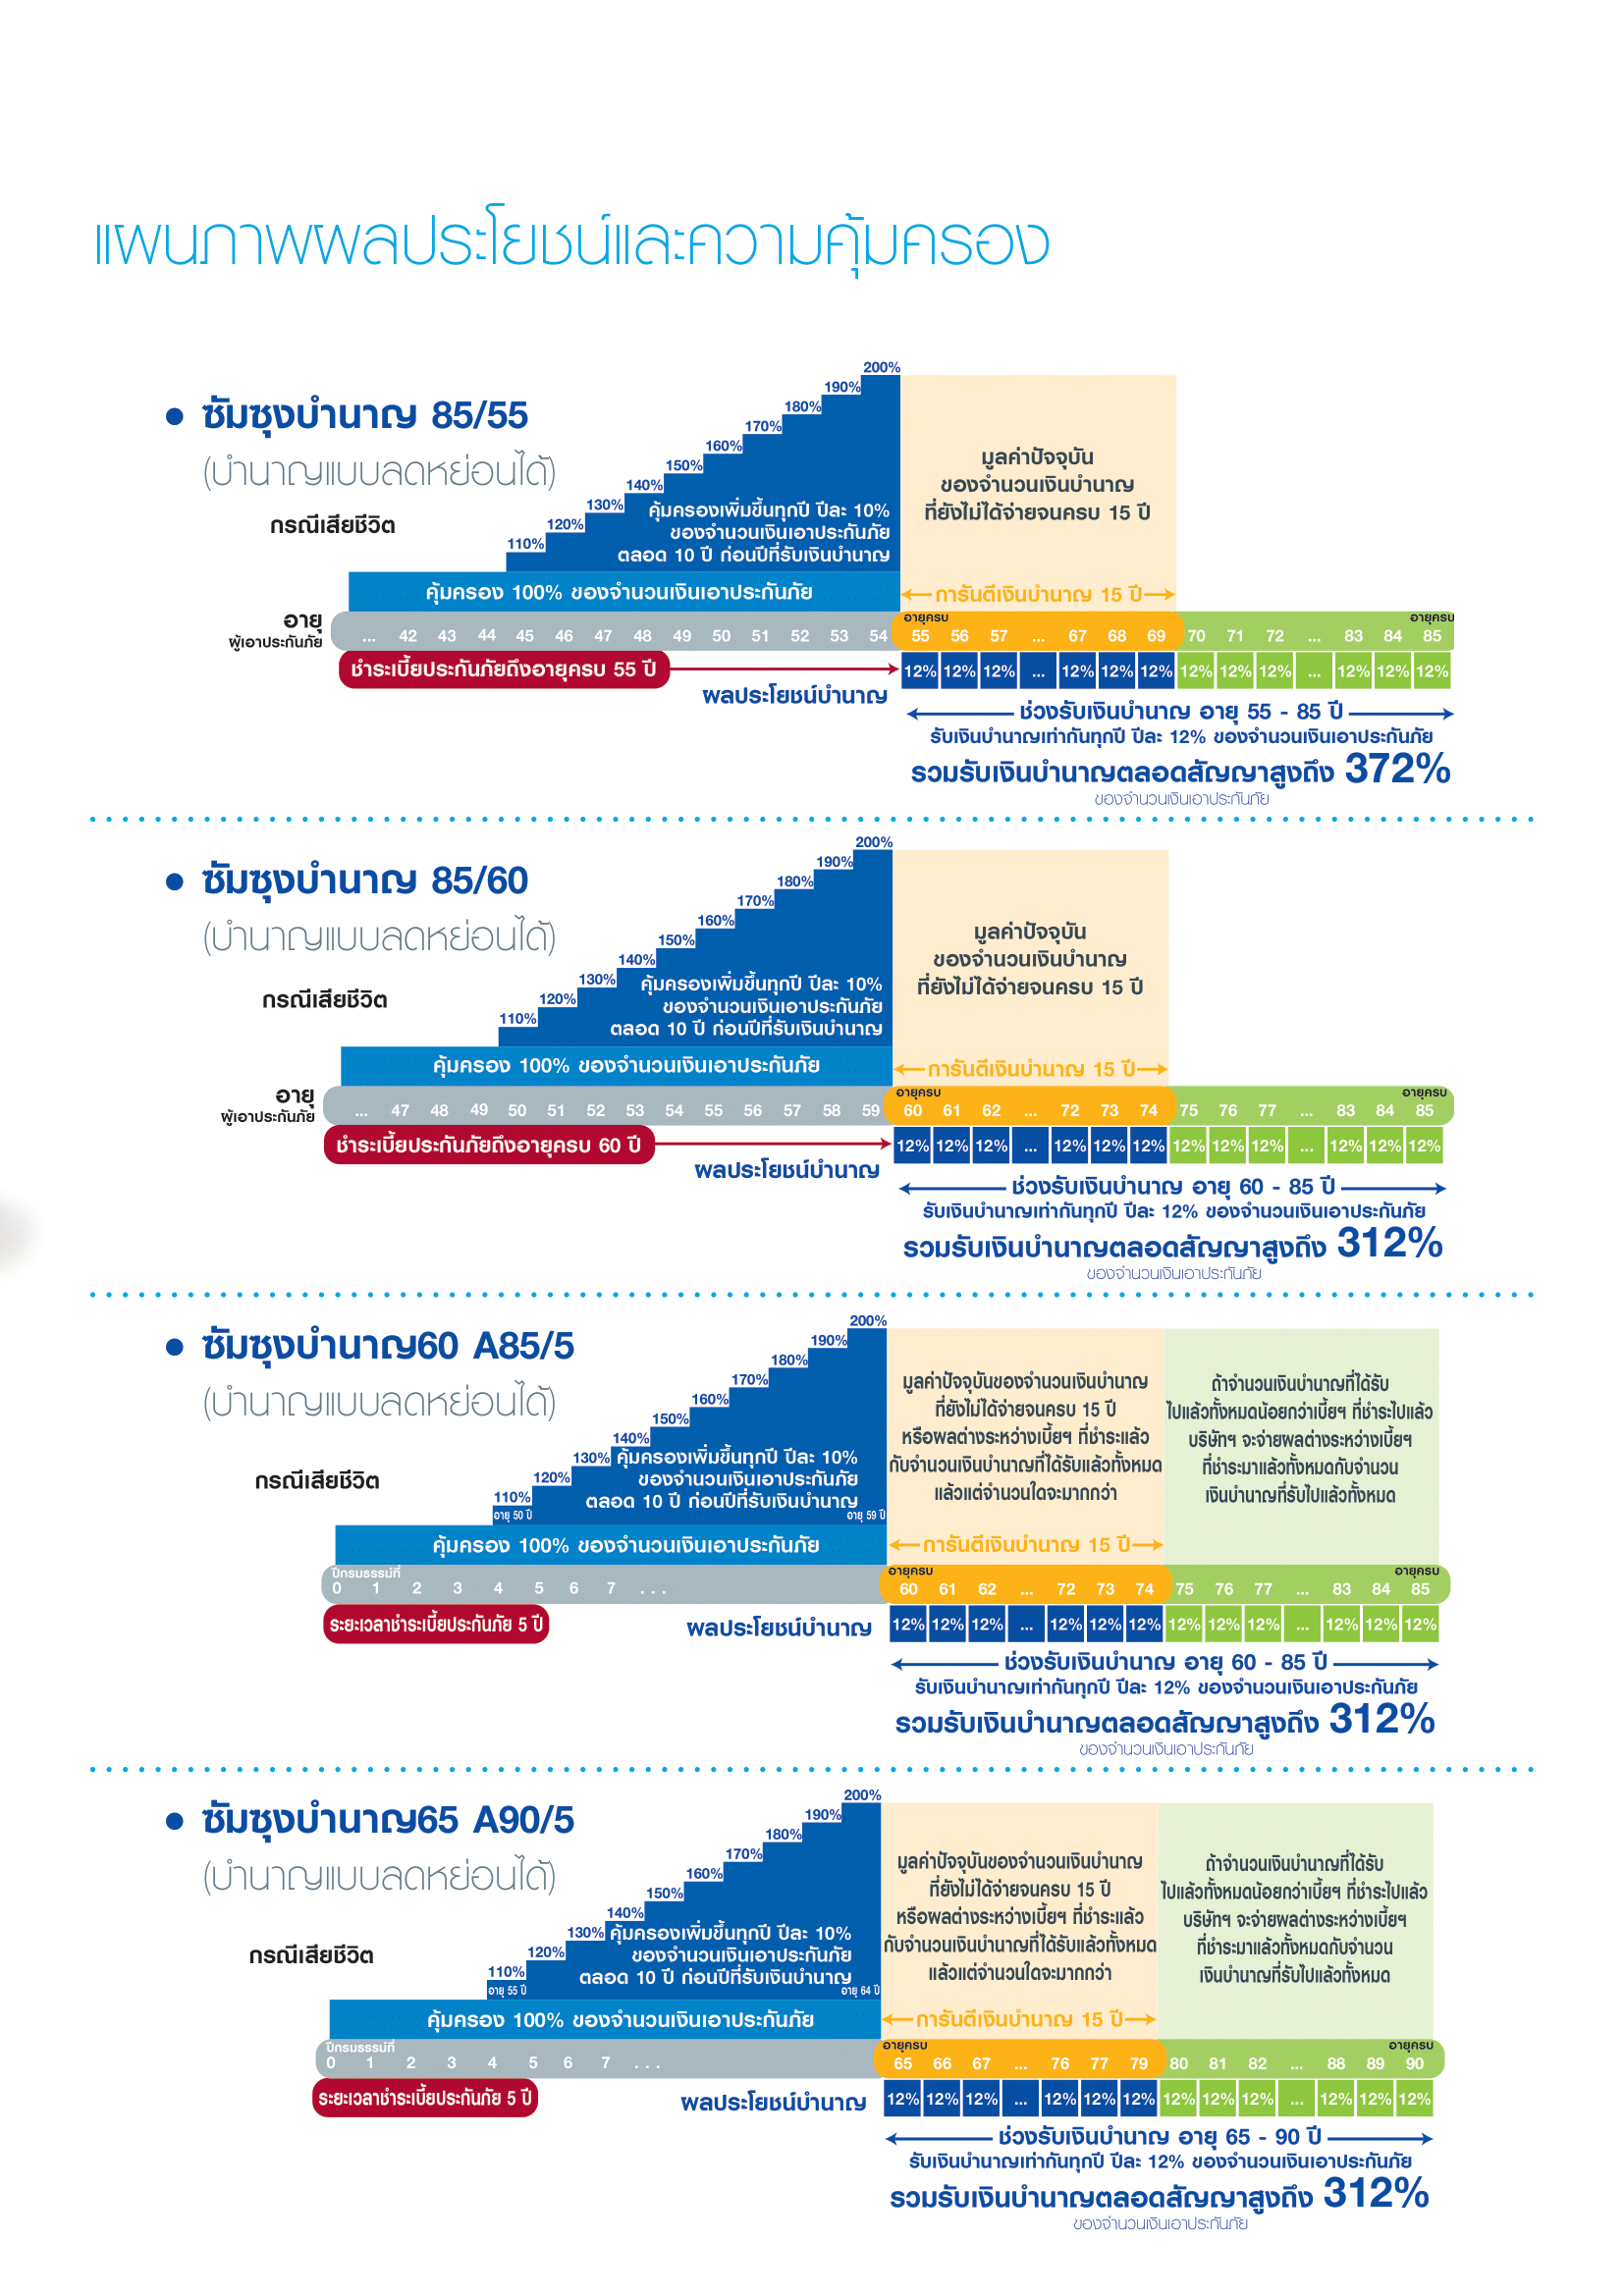 แผนภาพผลประโยชน์และความคุ้มครอง
• ซัมซุงบำนาญ 85/55
(บำนาญแบบลดหย่อนได้)
กรณีเสียชีวิต
110%
120%
130%
140%
150%
160%
170%
180%
190%
200%
คุ้มครองเพิ่มขึ้นทุกปี ปีละ 10%
ของจำนวนเงินเอาประกันภัย
ตลอด 10 ปี ก่อนปีที่รับเงินบำนาญ
คุ้มครอง 100% ของจำนวนเงินเอาประกันภัย
มูลค่าปัจจุบัน
ของจำนวนเงินบำนาญ
ที่ยังไม่ได้จ่ายจนครบ 15 ปี
การันตีเงินบำนาญ 15 ปี
อายุ
ผู้เอาประกันภัย
... 42 43 44 45 46 47 48 49 50 51 52 53 54
อายุครบ อายุครบ
55 56 57 ... 67 68 69 70 71 72 ... 83 84 85
ชำระเบี้ยประกันภัยถึงอายุครบ 55 ปี
ผลประโยชน์บำนาญ
12% 12% 12% ... 12% 12% 12% 12% 12% 12% ... 12% 12% 12%
ช่วงรับเงินบำนาญ อายุ 55 - 85 ปี
รับเงินบำนาญเท่ากันทุกปี ปีละ 12% ของจำนวนเงินเอาประกันภัย
รวมรับเงินบำนาญตลอดสัญญาสูงถึง 372%
ของจำนวนเงินเอาประกันภัย
• ซัมซุงบำนาญ 85/60
(บำนาญแบบลดหย่อนได้)
กรณีเสียชีวิต
110%
120%
130%
140%
150%
160%
170%
180%
190%
200%
คุ้มครองเพิ่มขึ้นทุกปี ปีละ 10%
ของจำนวนเงินเอาประกันภัย
ตลอด 10 ปี ก่อนปีที่รับเงินบำนาญ
คุ้มครอง 100% ของจำนวนเงินเอาประกันภัย
มูลค่าปัจจุบัน
ของจำนวนเงินบำนาญ
ที่ยังไม่ได้จ่ายจนครบ 15 ปี
การันตีเงินบำนาญ 15 ปี
อายุ
ผู้เอาประกันภัย
... 47 48 49 50 51 52 53 54 55 56 57 58 59
อายุครบ อายุครบ
60 61 62 ... 72 73 74 75 76 77 ... 83 84 85
ชำระเบี้ยประกันภัยถึงอายุครบ 60 ปี
ผลประโยชน์บำนาญ
12% 12% 12% ... 12% 12% 12% 12% 12% 12% ... 12% 12% 12%
ช่วงรับเงินบำนาญ อายุ 60 - 85 ปี
รับเงินบำนาญเท่ากันทุกปี ปีละ 12% ของจำนวนเงินเอาประกันภัย
รวมรับเงินบำนาญตลอดสัญญาสูงถึง 312%
ของจำนวนเงินเอาประกันภัย
• ซัมซุงบำนาญ60 A85/5
(บำนาญแบบลดหย่อนได้)
กรณีเสียชีวิต
110%
120%
130%
140%
150%
160%
170%
180%
190%
200%
คุ้มครองเพิ่มขึ้นทุกปี ปีละ 10%
ของจำนวนเงินเอาประกันภัย
ตลอด 10 ปี ก่อนปีที่รับเงินบำนาญ
อายุ 50 ปี อายุ 59 ปี
คุ้มครอง 100% ของจำนวนเงินเอาประกันภัย
มูลค่าปัจจุบันของจำนวนเงินบำนาญ
ที่ยังไม่ได้จ่ายจนครบ 15 ปี
หรือผลต่างระหว่างเบี้ยฯ ที่ชำระแล้ว
กับจำนวนเงินบำนาญที่ได้รับแล้วทั้งหมด
แล้วแต่จำนวนใดจะมากกว่า
การันตีเงินบำนาญ 15 ปี
ถ้าจำนวนเงินบำนาญที่ได้รับ
ไปแล้วทั้งหมดน้อยกว่าเบี้ยฯ ที่ชำระไปแล้ว
บริษัทฯ จะจ่ายผลต่างระหว่างเบี้ยฯ
ที่ชำระมาแล้วทั้งหมดกับจำนวน
เงินบำนาญที่รับไปแล้วทั้งหมด
ปีกรมธรรม์ที่
0 1 2 3 4 5 6 7 ...
อายุครบ อายุครบ
60 61 62 ... 72 73 74 75 76 77 ... 83 84 85
ระยะเวลาชำระเบี้ยประกันภัย 5 ปี
ผลประโยชน์บำนาญ
12% 12% 12% ... 12% 12% 12% 12% 12% 12% ... 12% 12% 12%
ช่วงรับเงินบำนาญ อายุ 60 - 85 ปี
รับเงินบำนาญเท่ากันทุกปี ปีละ 12% ของจำนวนเงินเอาประกันภัย
รวมรับเงินบำนาญตลอดสัญญาสูงถึง 312%
ของจำนวนเงินเอาประกันภัย
• ซัมซุงบำนาญ65 A90/5
(บำนาญแบบลดหย่อนได้)
กรณีเสียชีวิต
110%
120%
130%
140%
150%
160%
170%
180%
190%
200%
คุ้มครองเพิ่มขึ้นทุกปี ปีละ 10%
ของจำนวนเงินเอาประกันภัย
ตลอด 10 ปี ก่อนปีที่รับเงินบำนาญ
อายุ 55 ปี อายุ 64 ปี
คุ้มครอง 100% ของจำนวนเงินเอาประกันภัย
มูลค่าปัจจุบันของจำนวนเงินบำนาญ
ที่ยังไม่ได้จ่ายจนครบ 15 ปี
หรือผลต่างระหว่างเบี้ยฯ ที่ชำระแล้ว
กับจำนวนเงินบำนาญที่ได้รับแล้วทั้งหมด
แล้วแต่จำนวนใดจะมากกว่า
การันตีเงินบำนาญ 15 ปี
ถ้าจำนวนเงินบำนาญที่ได้รับ
ไปแล้วทั้งหมดน้อยกว่าเบี้ยฯ ที่ชำระไปแล้ว
บริษัทฯ จะจ่ายผลต่างระหว่างเบี้ยฯ
ที่ชำระมาแล้วทั้งหมดกับจำนวน
เงินบำนาญที่รับไปแล้วทั้งหมด
ปีกรมธรรม์ที่
0 1 2 3 4 5 6 7 ...
อายุครบ อายุครบ
65 66 67 ... 76 77 79 80 81 82 ... 88 89 90
ระยะเวลาชำระเบี้ยประกันภัย 5 ปี
ผลประโยชน์บำนาญ
12% 12% 12% ... 12% 12% 12% 12% 12% 12% ... 12% 12% 12%
ช่วงรับเงินบำนาญ อายุ 65 - 90 ปี
รับเงินบำนาญเท่ากันทุกปี ปีละ 12% ของจำนวนเงินเอาประกันภัย
รวมรับเงินบำนาญตลอดสัญญาสูงถึง 312%
ของจำนวนเงินเอาประกันภัย